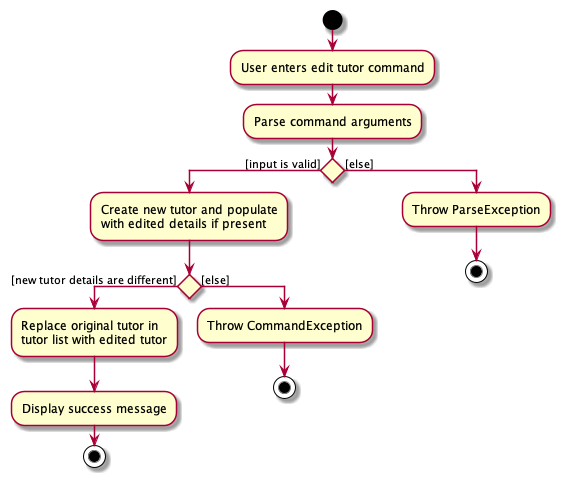 User enters edit tutor command
Parse command arguments
[input is valid]
[else]
Create new tutor and populate
with edited details if present
Throw ParseException
[new tutor details are different]
[else]
Replace original tutor in
tutor list with edited tutor
Throw CommandException
Display success message